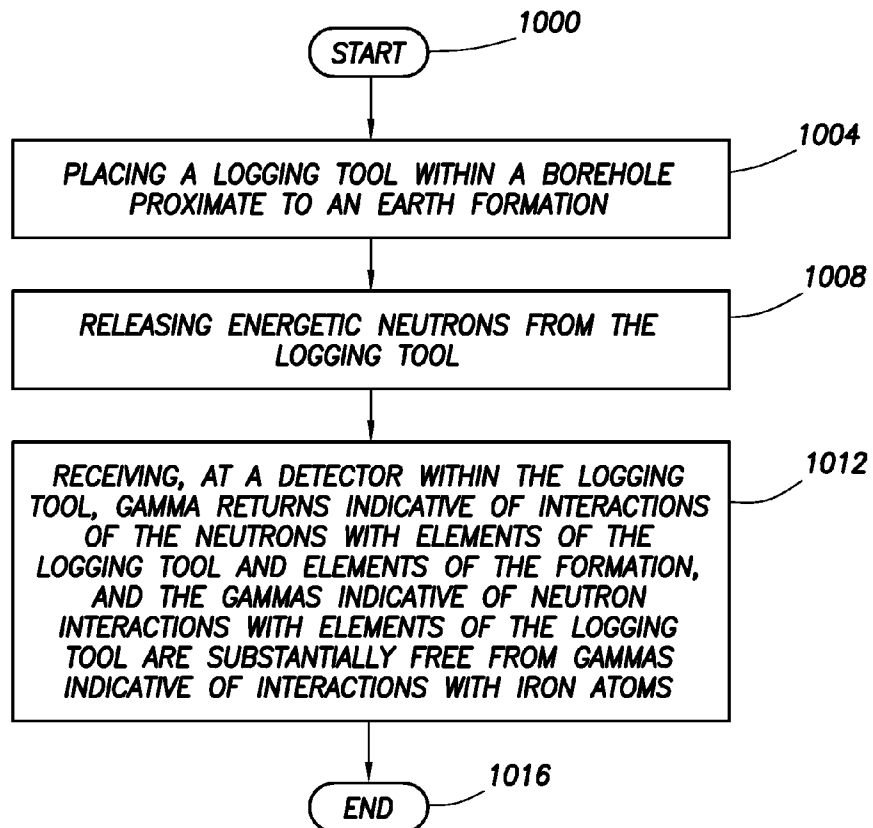 START
1000
PLACING A LOGGING TOOL WITHIN A BOREHOLE
PROXIMATE TO AN EARTH FORMATION
1004
RELEASING ENERGETIC NEUTRONS FROM THE
LOGGING TOOL
1008
RECEIVING, AT A DETECTOR WITHIN THE LOGGING
TOOL, GAMMA RETURNS INDICATIVE OF INTERACTIONS
OF THE NEUTRONS WITH ELEMENTS OF THE
LOGGING TOOL AND ELEMENTS OF THE FORMATION,
AND THE GAMMAS INDICATIVE OF NEUTRON
INTERACTIONS WITH ELEMENTS OF THE LOGGING
TOOL ARE SUBSTANTIALLY FREE FROM GAMMAS
INDICATIVE OF INTERACTIONS WITH IRON ATOMS
1012
END
1016